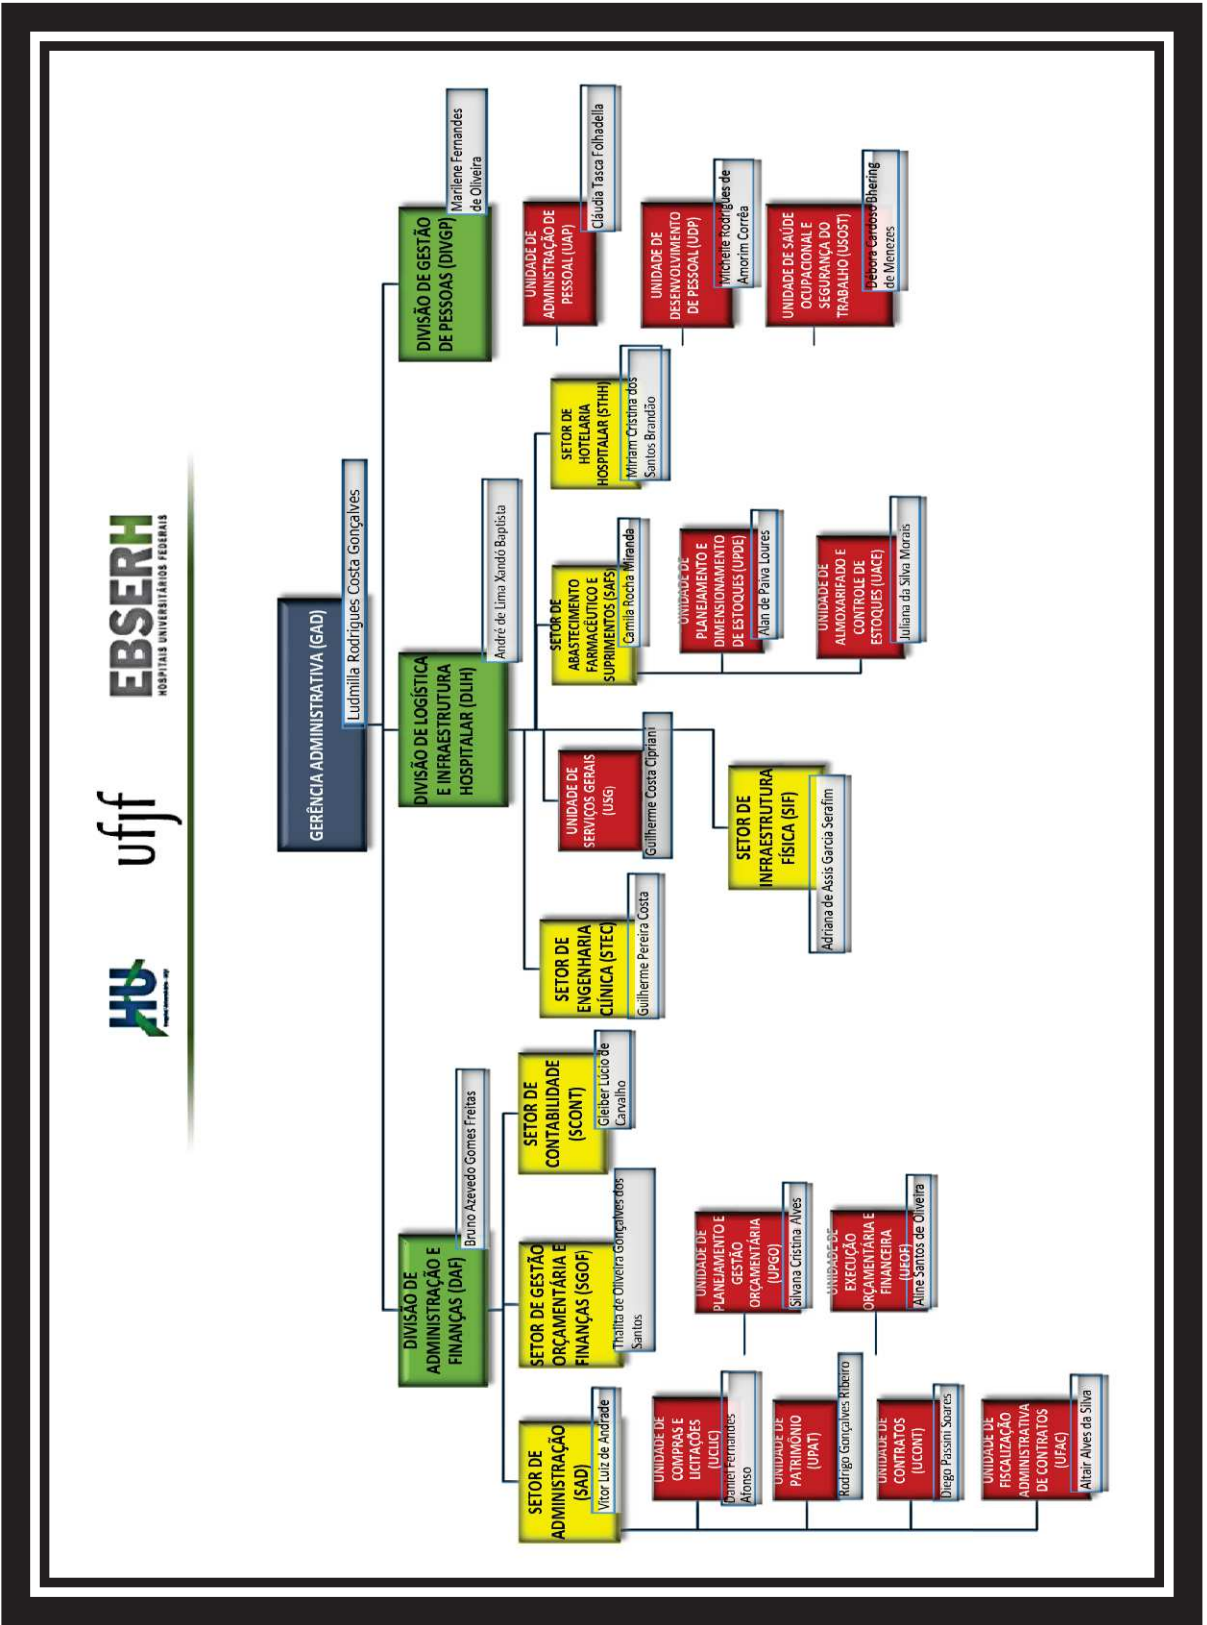 HU
ufjf
EBSERH
HOSPITAIS UNIVERSITÁRIOS FEDERAIS
GERÊNCIA ADMINISTRATIVA (GAD)
Ludmilla Rodrigues Costa Gonçalves
DIVISÃO DE
ADMINISTRAÇÃO E
FINANÇAS (DAF)
Bruno Azevedo Gomes Freitas
SETOR DE
ADMINISTRAÇÃO
(SAD)
Vítor Luiz de Andrade
UNIDADE DE
COMPRAS E
LICITAÇÕES
(UCLIC)
Daniel Fernandes
Afonso
UNIDADE DE
PATRIMÔNIO
(UPAT)
Rodrigo Gonçalves Ribeiro
UNIDADE DE
CONTRATOS
(UCONT)
Diego Passini Soares
UNIDADE DE
FISCALIZAÇÃO
ADMINISTRATIVA
DE CONTRATOS
(UFAC)
Altair Alves da Silva
SETOR DE GESTÃO
ORÇAMENTÁRIA E
FINANÇAS (SGOF)
Thalita de Oliveira Gonçalves dos
Santos
UNIDADE DE
PLANEJAMENTO E
GESTÃO
ORÇAMENTÁRIA
(UPGO)
Silvana Cristina Alves
UNIDADE DE
EXECUÇÃO
ORÇAMENTÁRIA E
FINANCEIRA
(UEOF)
Aline Santos de Oliveira
SETOR DE
CONTABILIDADE
(SCONT)
Gleiber Lúcio de
Carvalho
DIVISÃO DE LOGÍSTICA
E INFRAESTRUTURA
HOSPITALAR (DLIH)
André de Lima Xandó Baptista
SETOR DE
ENGENHARIA
CLÍNICA (STEC)
Guilherme Pereira Costa
UNIDADE DE
SERVIÇOS GERAIS
(USG)
Guilherme Costa Cipriani
SETOR DE
INFRAESTRUTURA
FÍSICA (SIF)
Adriana de Assis Garcia Serafim
SETOR DE
ABASTECIMENTO
FARMACÊUTICO E
SUPRIMENTOS (SAFS)
Camila Rocha Miranda
UNIDADE DE
PLANEJAMENTO E
DIMENSIONAMENTO
DE ESTOQUES (UPDE)
Alan de Paiva Loures
UNIDADE DE
ALMOXARIFADO E
CONTROLE DE
ESTOQUES (UACE)
Juliana da Silva Morais
SETOR DE
HOTELARIA
HOSPITALAR (STHH)
Miriam Cristina dos
Santos Brandão
DIVISÃO DE GESTÃO
DE PESSOAS (DIVGP)
Marilene Fernandes
de Oliveira
UNIDADE DE
ADMINISTRAÇÃO DE
PESSOAL (UAP)
Cláudia Tasca Folhadella
UNIDADE DE
DESENVOLVIMENTO
DE PESSOAL (UDP)
Michelle Rodrigues de
Amorim Corrêa
UNIDADE DE SAÚDE
OCUPACIONAL E
SEGURANÇA DO
TRABALHO (USOST)
Débora Cardoso Bhering
de Menezes